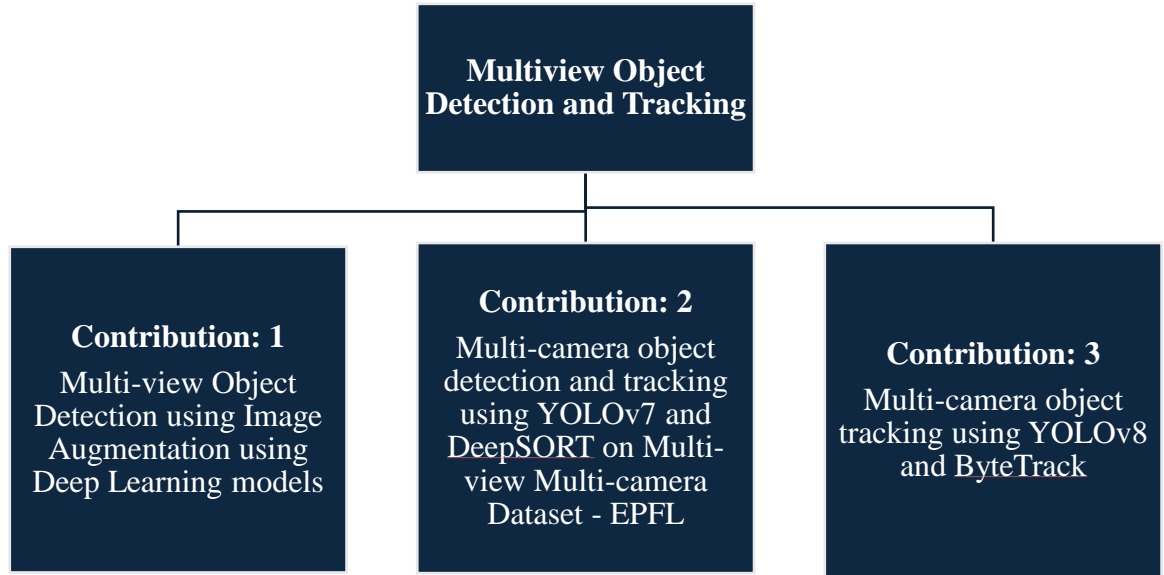 Multiview Object
Detection and Tracking
Contribution: 1
Multi-view Object
Detection using Image
Augmentation using
Deep Learning models
Contribution: 2
Multi-camera object
detection and tracking
using YOLOv7 and
DeepSORT on Multi-
view Multi-camera
Dataset - EPFL
Contribution: 3
Multi-camera object
tracking using YOLOv8
and ByteTrack